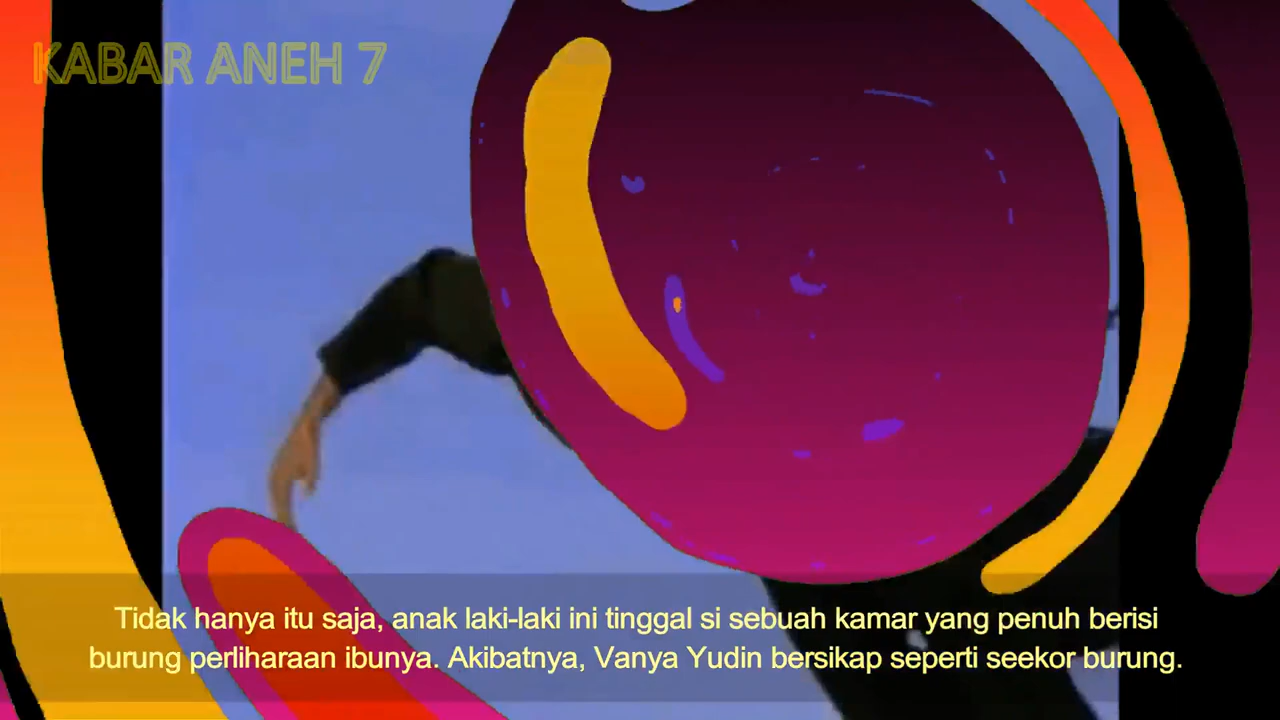 KABAR ANEH 7
Tidak hanya itu saja, anak laki-laki ini tinggal si sebuah kamar yang penuh berisi
burung perliharaan ibunya. Akibatnya, Vanya Yudin bersikap seperti seekor burung.